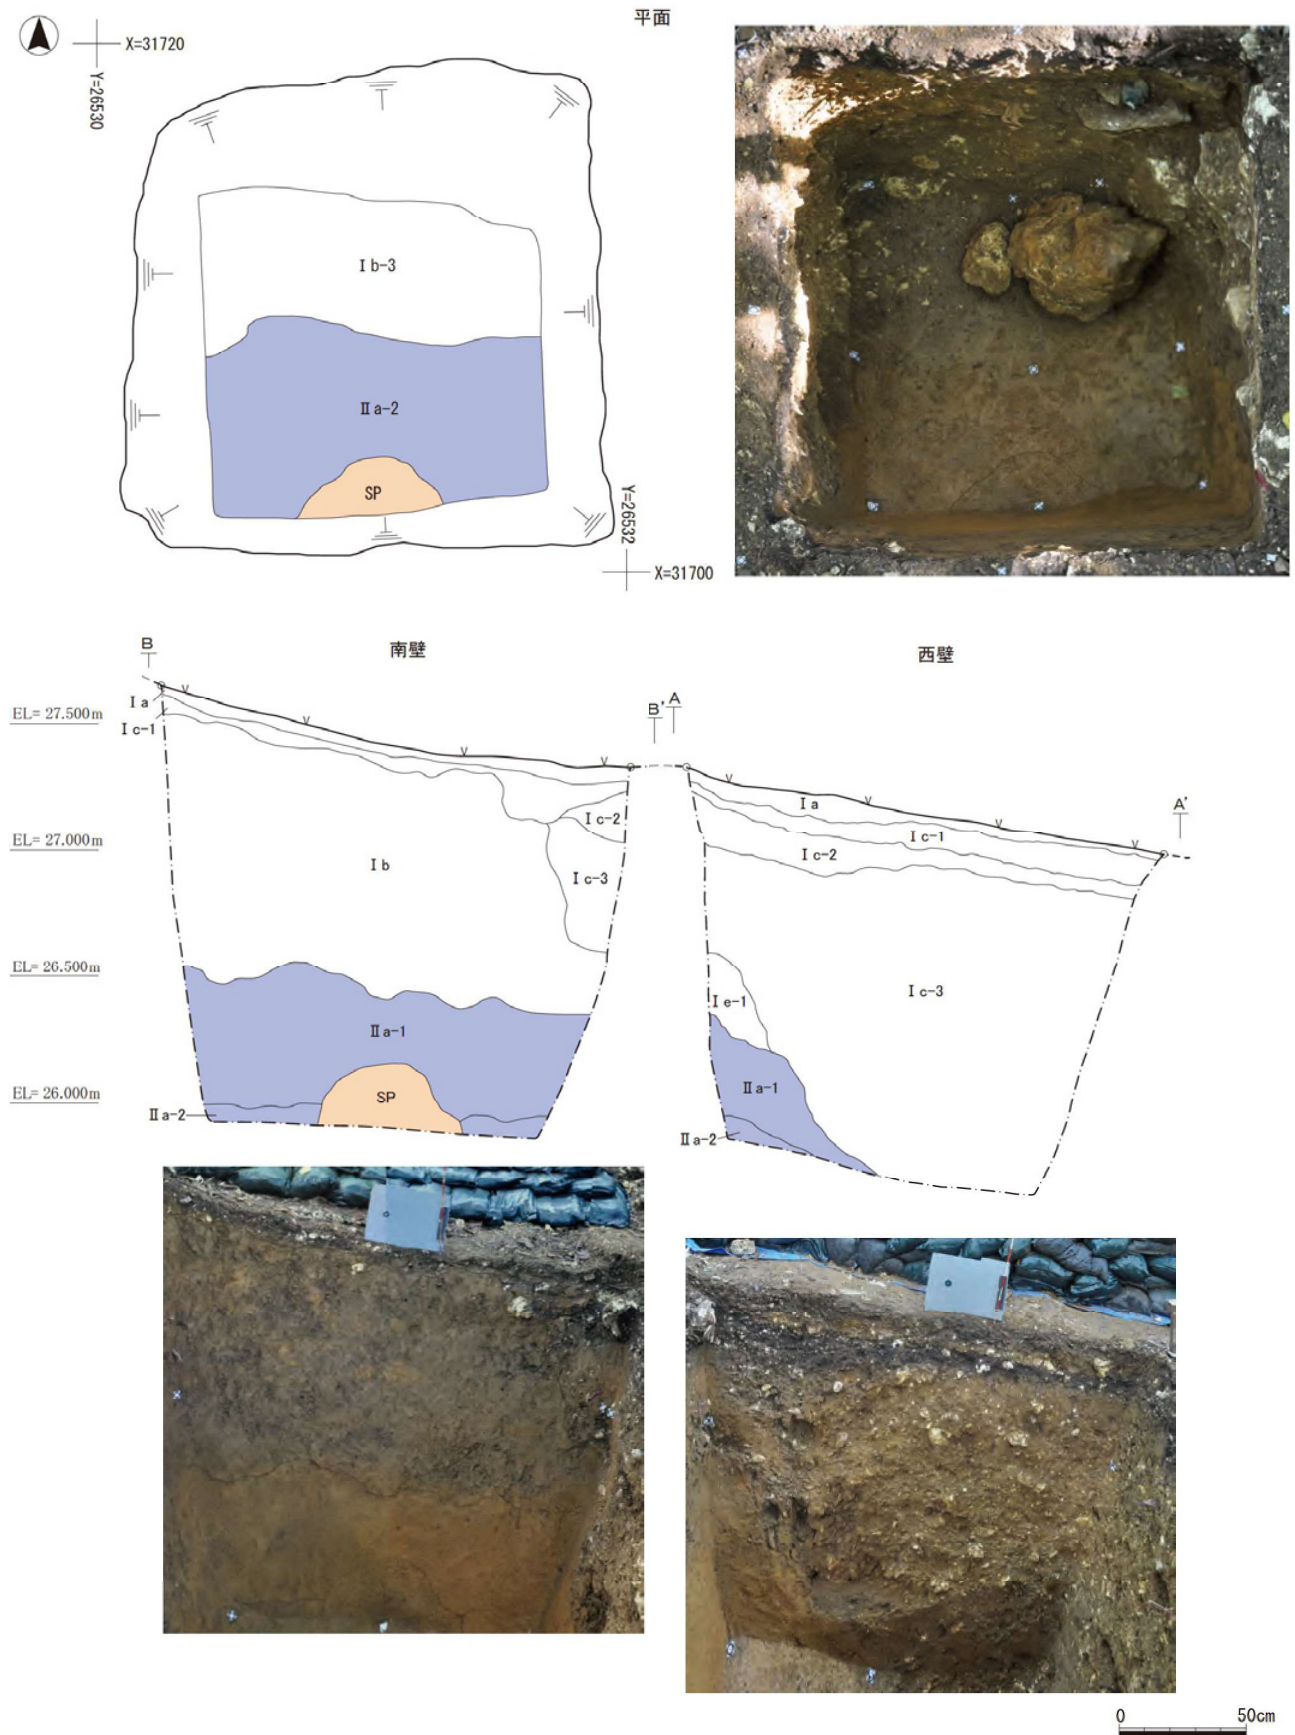 平面
X=31720
Y=26530
Ⅰb-3
Ⅱa-2
SP
Y=26532
X=31700
南壁
西壁
B
B'
A
A'
Ⅰa
Ⅰc-1
EL= 27.500m
EL= 27.000m
EL= 26.500m
EL= 26.000m
Ⅰc-2
Ⅰb
Ⅰc-3
Ⅱa-1
SP
Ⅱa-2
Ⅰa
Ⅰc-1
Ⅰc-2
Ⅰc-3
Ⅰe-1
Ⅱa-1
Ⅱa-2
0 50cm